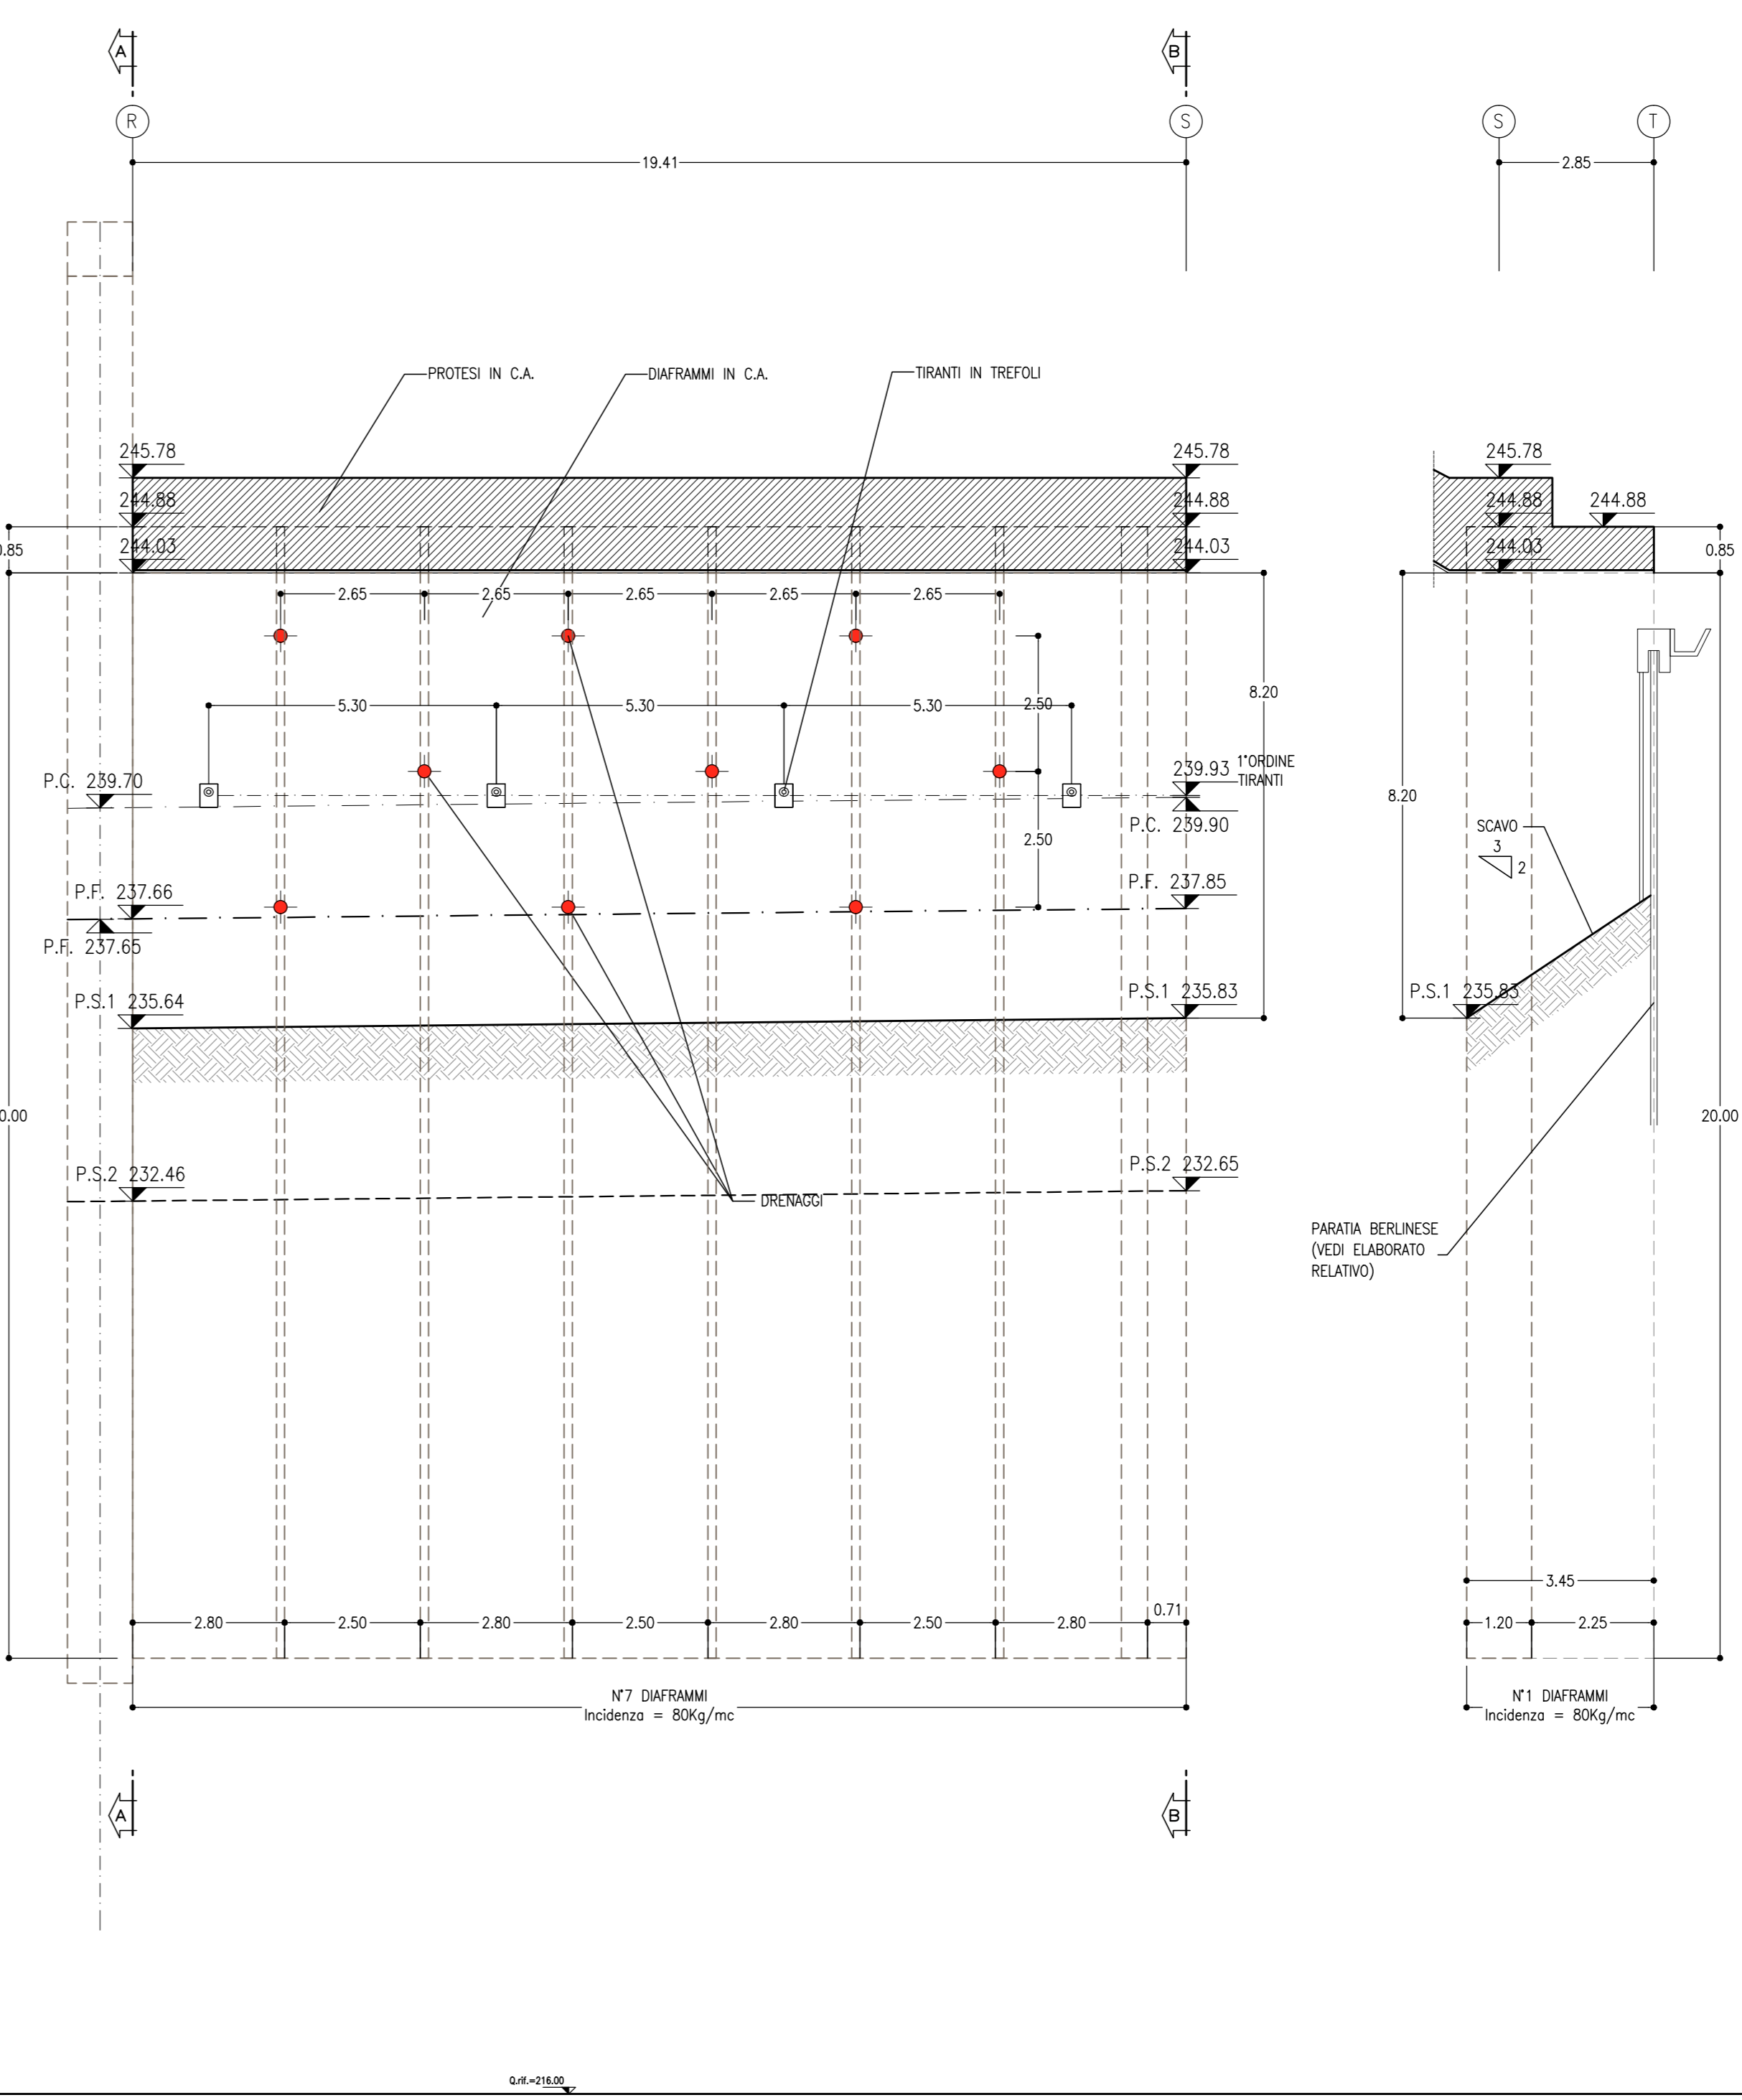 A
B
R
S
S
T
19.41
2.85
PROTESI IN C.A.
DIAFRAMMI IN C.A.
TIRANTI IN TREFOLI
245.78
245.78
245.78
244.88
244.88
244.88
244.88
244.03
244.03
244.03
0.85
2.65
2.65
2.65
2.65
2.65
8.20
5.30
5.30
5.30
2.50
P.C. 239.70
239.93
1°ORDINE
TIRANTI
8.20
P.C. 239.90
2.50
SCAVO
3
2
P.F. 237.66
P.F. 237.85
P.F. 237.65
P.S.1 235.64
P.S.1 235.83
P.S.1 235.83
20.00
P.S.2 232.46
P.S.2 232.65
DRENAGGI
PARATIA BERLINESE
(VEDI ELABORATO
RELATIVO)
3.45
2.80
2.50
2.80
2.50
2.80
2.50
2.80
0.71
1.20
2.25
N°7 DIAFRAMMI
Incidenza = 80Kg/mc
N°1 DIAFRAMMI
Incidenza = 80Kg/mc
A
B
Q.rif.=216.00